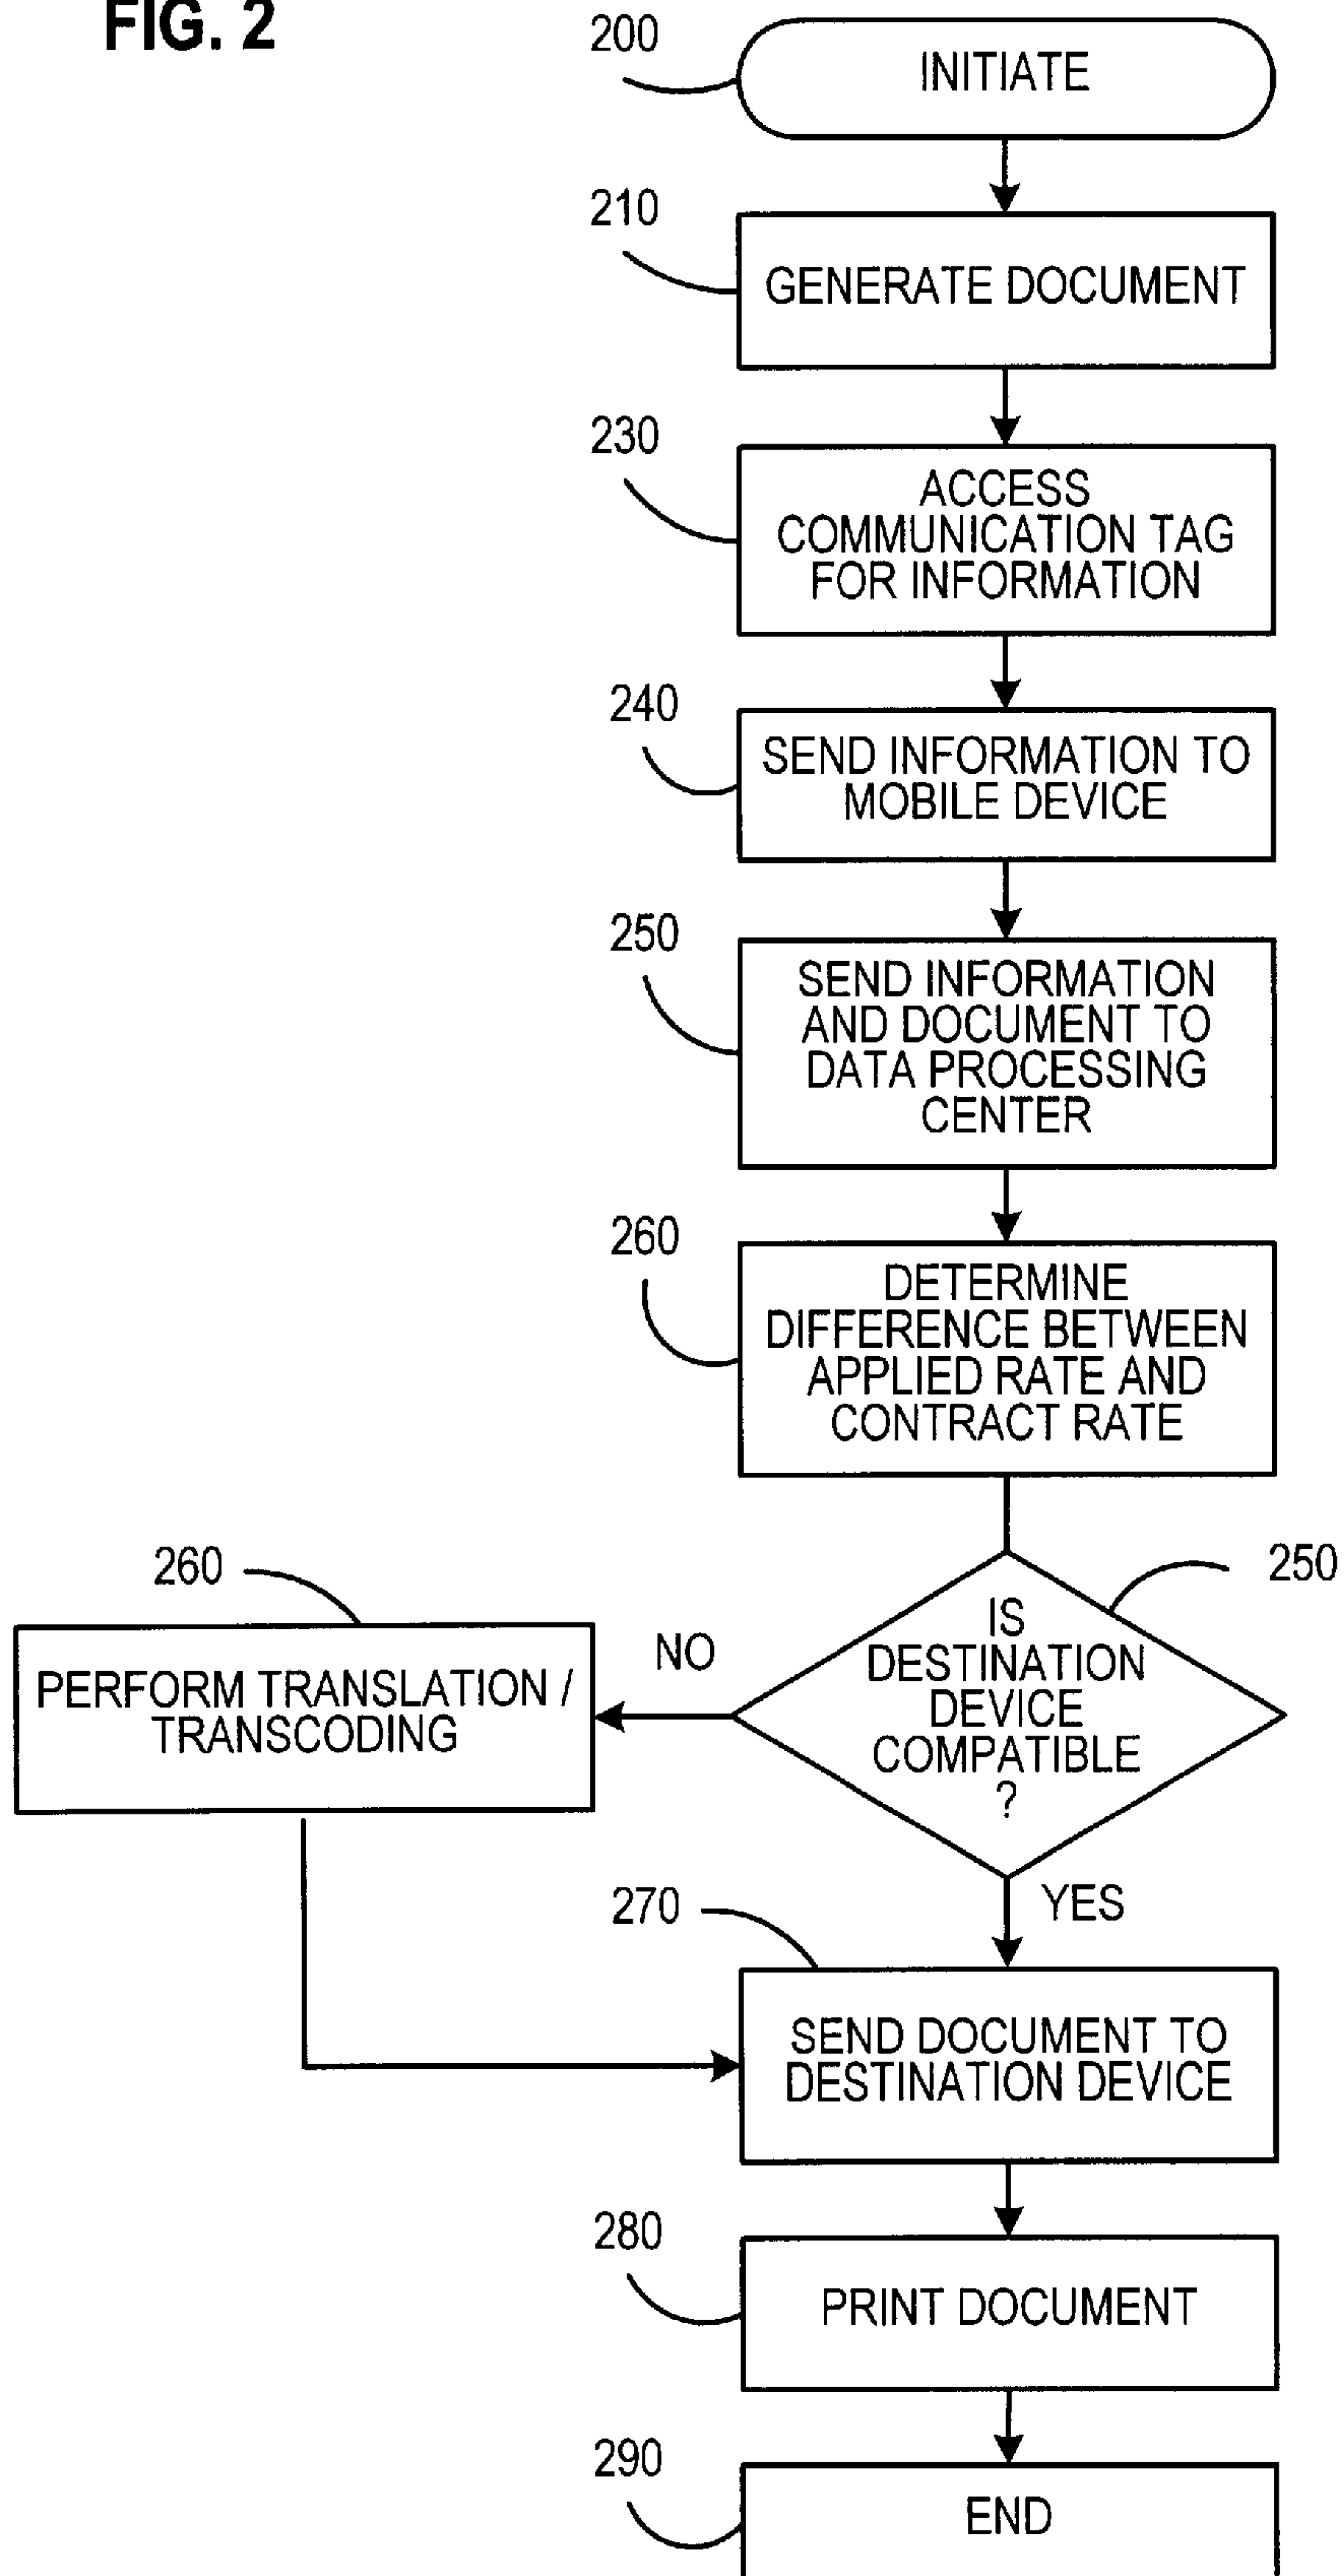 FIG. 2
200
INITIATE
210
GENERATE DOCUMENT
230
ACCESS
COMMUNICATION TAG
FOR INFORMATION
240
SEND INFORMATION TO
MOBILE DEVICE
250
SEND INFORMATION
AND DOCUMENT TO
DATA PROCESSING
CENTER
260
DETERMINE
DIFFERENCE BETWEEN
APPLIED RATE AND
CONTRACT RATE
250
IS
DESTINATION
DEVICE
COMPATIBLE
?
NO
260
PERFORM TRANSLATION /
TRANSCODING
YES
270
SEND DOCUMENT TO
DESTINATION DEVICE
280
PRINT DOCUMENT
290
END